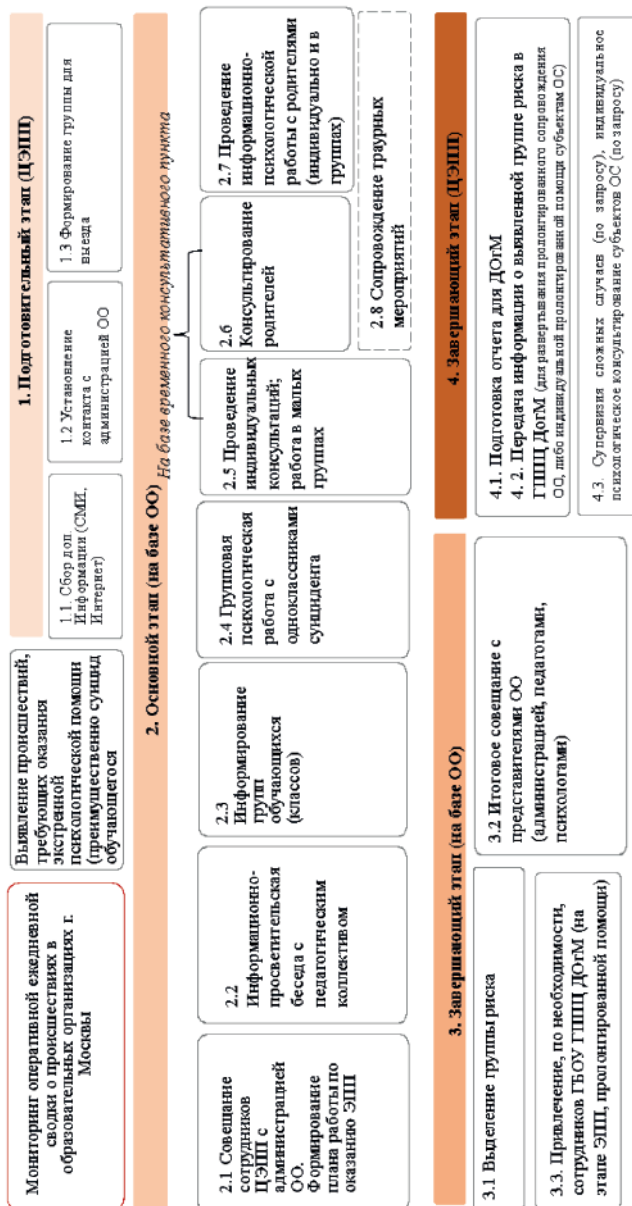 Мониторинг оперативной ежедневной
сводки о происшествиях в
образовательных организациях г.
Москвы
Выявление происшествий,
требующих оказания
экстренной
психологической помощи
(преимущественно суицид
обучающегося
1. Подготовительный этап (ЦЭПП)
1.1. Сбор доп.
Информации (СМИ,
Интернет)
1.2 Установление
контакта с
администрацией ОО
1.3 Формирование группы для
выезда
2. Основной этап (на базе ОО)
На базе временного консультативного пункта
2.1 Совещание
сотрудников
ЦЭПП с
администрацией
ОО.
Формирование
плана работы по
оказанию ЭПП
2.2
Информационно-
просветительская
беседа с
педагогическим
коллективом
2.3
Информирование
групп
обучающихся
(классов)
2.4 Групповая
психологическая
работа с
одноклассниками
суицидента
2.5 Проведение
индивидуальных
консультаций;
работа в малых
группах
2.6
Консультирование
родителей
2.7 Проведение
информационно-
психологической
работы с родителями
(индивидуально и в
группах)
2.8 Сопровождение траурных
мероприятий
3. Завершающий этап (на базе ОО)
3.1 Выделение группы риска
3.2 Итоговое совещание с
представителями ОО
(администрацией, педагогами,
психологами)
3.3. Привлечение, по необходимости,
сотрудников ГБОУ ГППЦ ДОгМ (на
этапе ЭПП, пролонгированной помощи)
4. Завершающий этап (ЦЭПП)
4.1. Подготовка отчета для ДОгМ
4. 2. Передача информации о выявленной группе риска в
ГППЦ ДогМ (для развертывания пролонгированного сопровождения
ОО, либо индивидуальной пролонгированной помощи субъектам ОС)
4.3. Супервизия сложных случаев (по запросу), индивидуальное
психологическое консультирование субъектов ОС (по запросу)